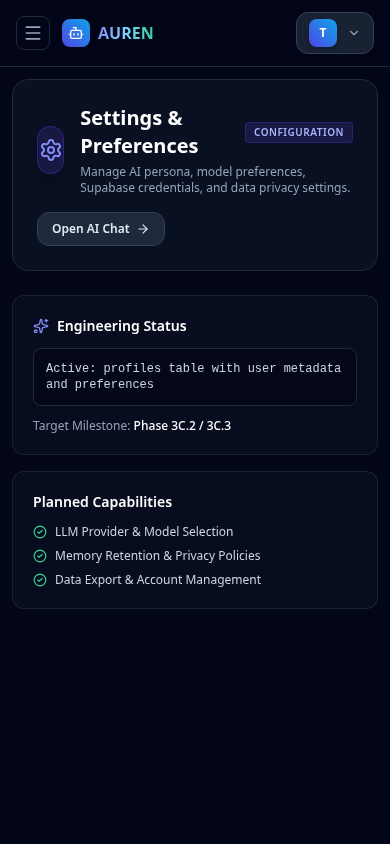 AUREN
T
Settings &
Preferences
CONFIGURATION
Manage AI persona, model preferences,
Supabase credentials, and data privacy settings.
Open AI Chat
Engineering Status
Active: profiles table with user metadata
and preferences
Target Milestone: Phase 3C.2 / 3C.3
Planned Capabilities
LLM Provider & Model Selection
Memory Retention & Privacy Policies
Data Export & Account Management